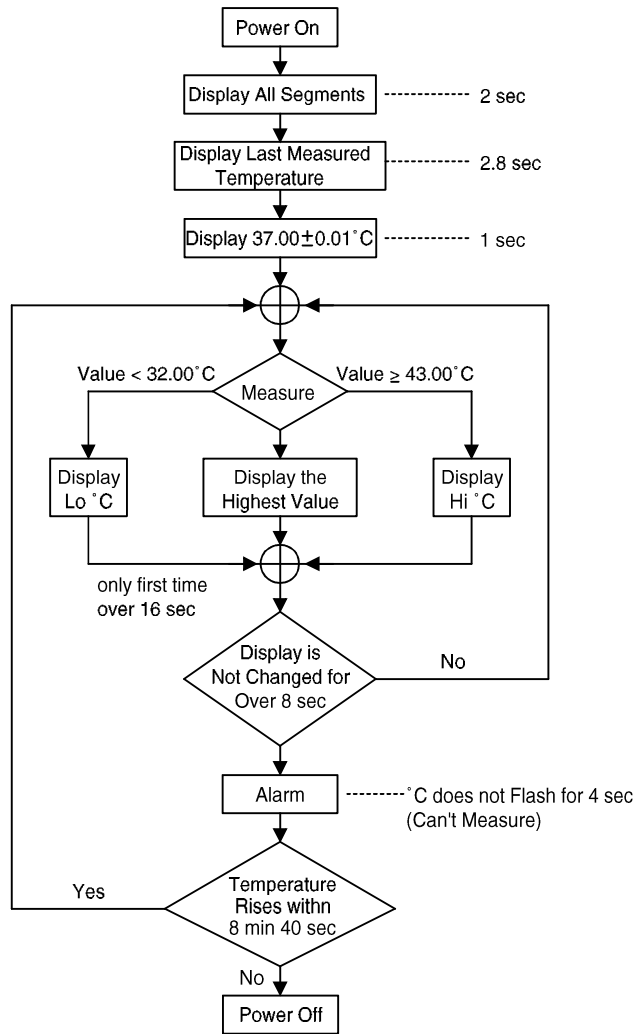 Power On
Display All Segments
2 sec
Display Last Measured
Temperature
2.8 sec
Display 37.00±0.01˚C
1 sec
Value < 32.00˚C
Measure
Value ≥ 43.00˚C
Display
Lo ˚C
Display the
Highest Value
Display
Hi ˚C
only first time
over 16 sec
Display is
Not Changed for
Over 8 sec
No
Alarm
˚C does not Flash for 4 sec
(Can't Measure)
Yes
Temperature
Rises withn
8 min 40 sec
No
Power Off